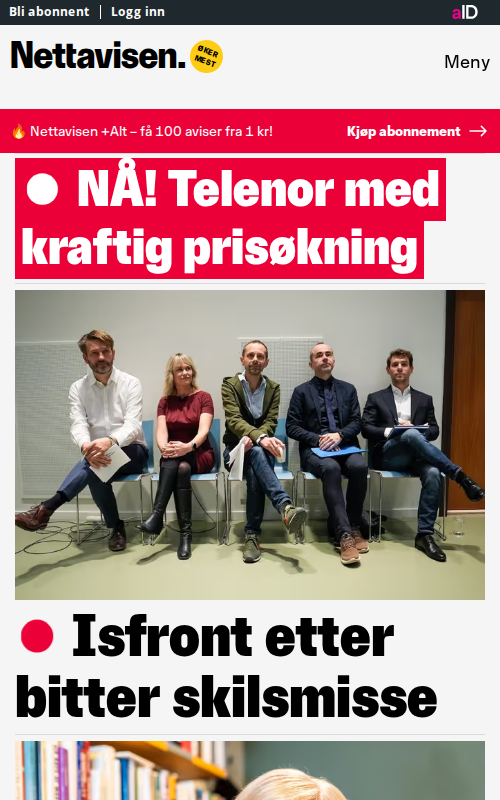 Bli abonnent
Logg inn
aID
Nettavisen.
ØKER
MEST
Meny
🔥 Nettavisen +Alt – få 100 aviser fra 1 kr!
Kjøp abonnement →
NÅ! Telenor med
kraftig prisøkning
Isfront etter
bitter skilsmisse